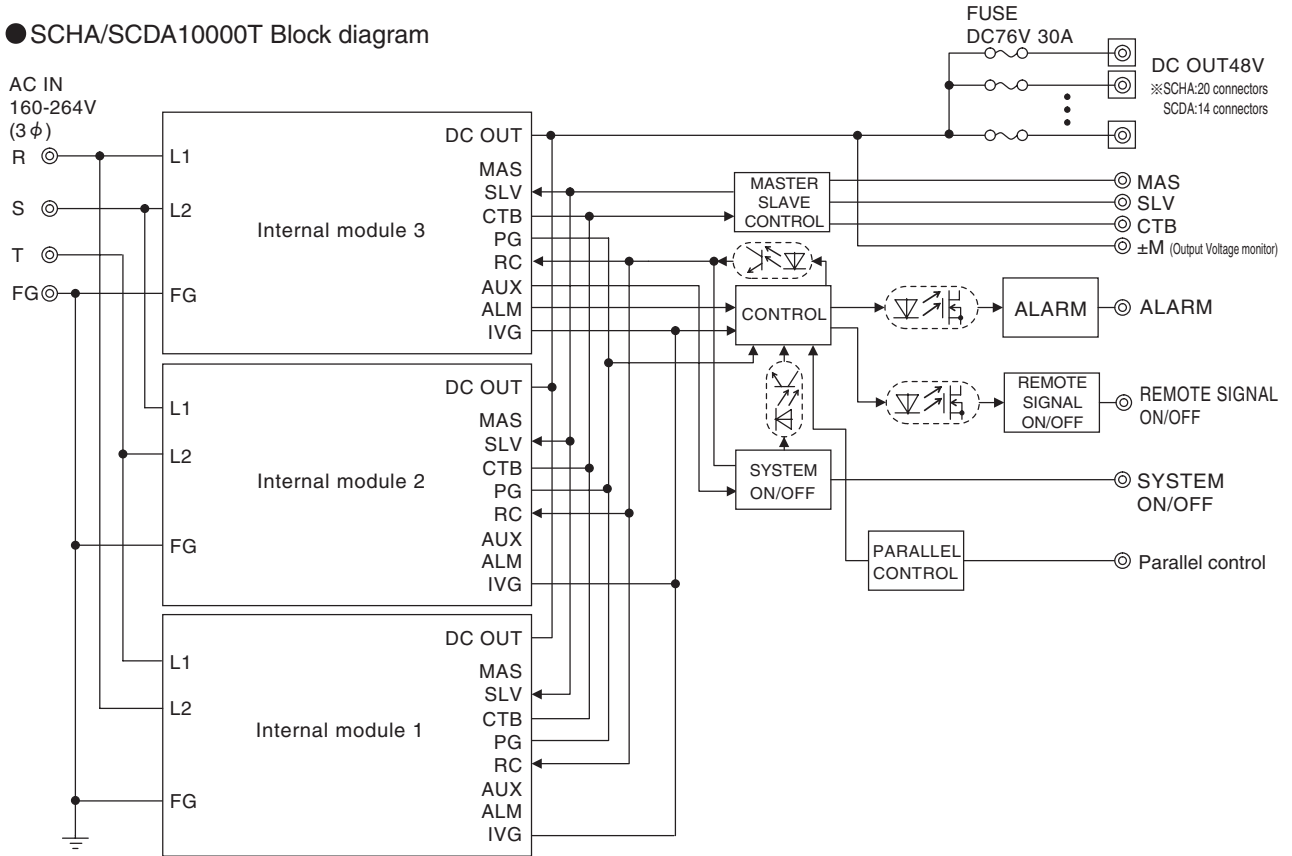 ●SCHA/SCDA10000T Block diagram
FUSE
DC76V 30A
DC OUT48V
※SCHA:20 connectors
SCDA:14 connectors
AC IN
160-264V
(3φ)
R
S
T
FG
L1
L2
FG
Internal module 3
DC OUT
MAS
SLV
CTB
PG
RC
AUX
ALM
IVG
L1
L2
FG
Internal module 2
DC OUT
MAS
SLV
CTB
PG
RC
AUX
ALM
IVG
L1
L2
FG
Internal module 1
DC OUT
MAS
SLV
CTB
PG
RC
AUX
ALM
IVG
MASTER
SLAVE
CONTROL
MAS
SLV
CTB
±M (Output Voltage monitor)
CONTROL
ALARM
ALARM
REMOTE
SIGNAL
ON/OFF
REMOTE SIGNAL
ON/OFF
SYSTEM
ON/OFF
SYSTEM
ON/OFF
PARALLEL
CONTROL
Parallel control